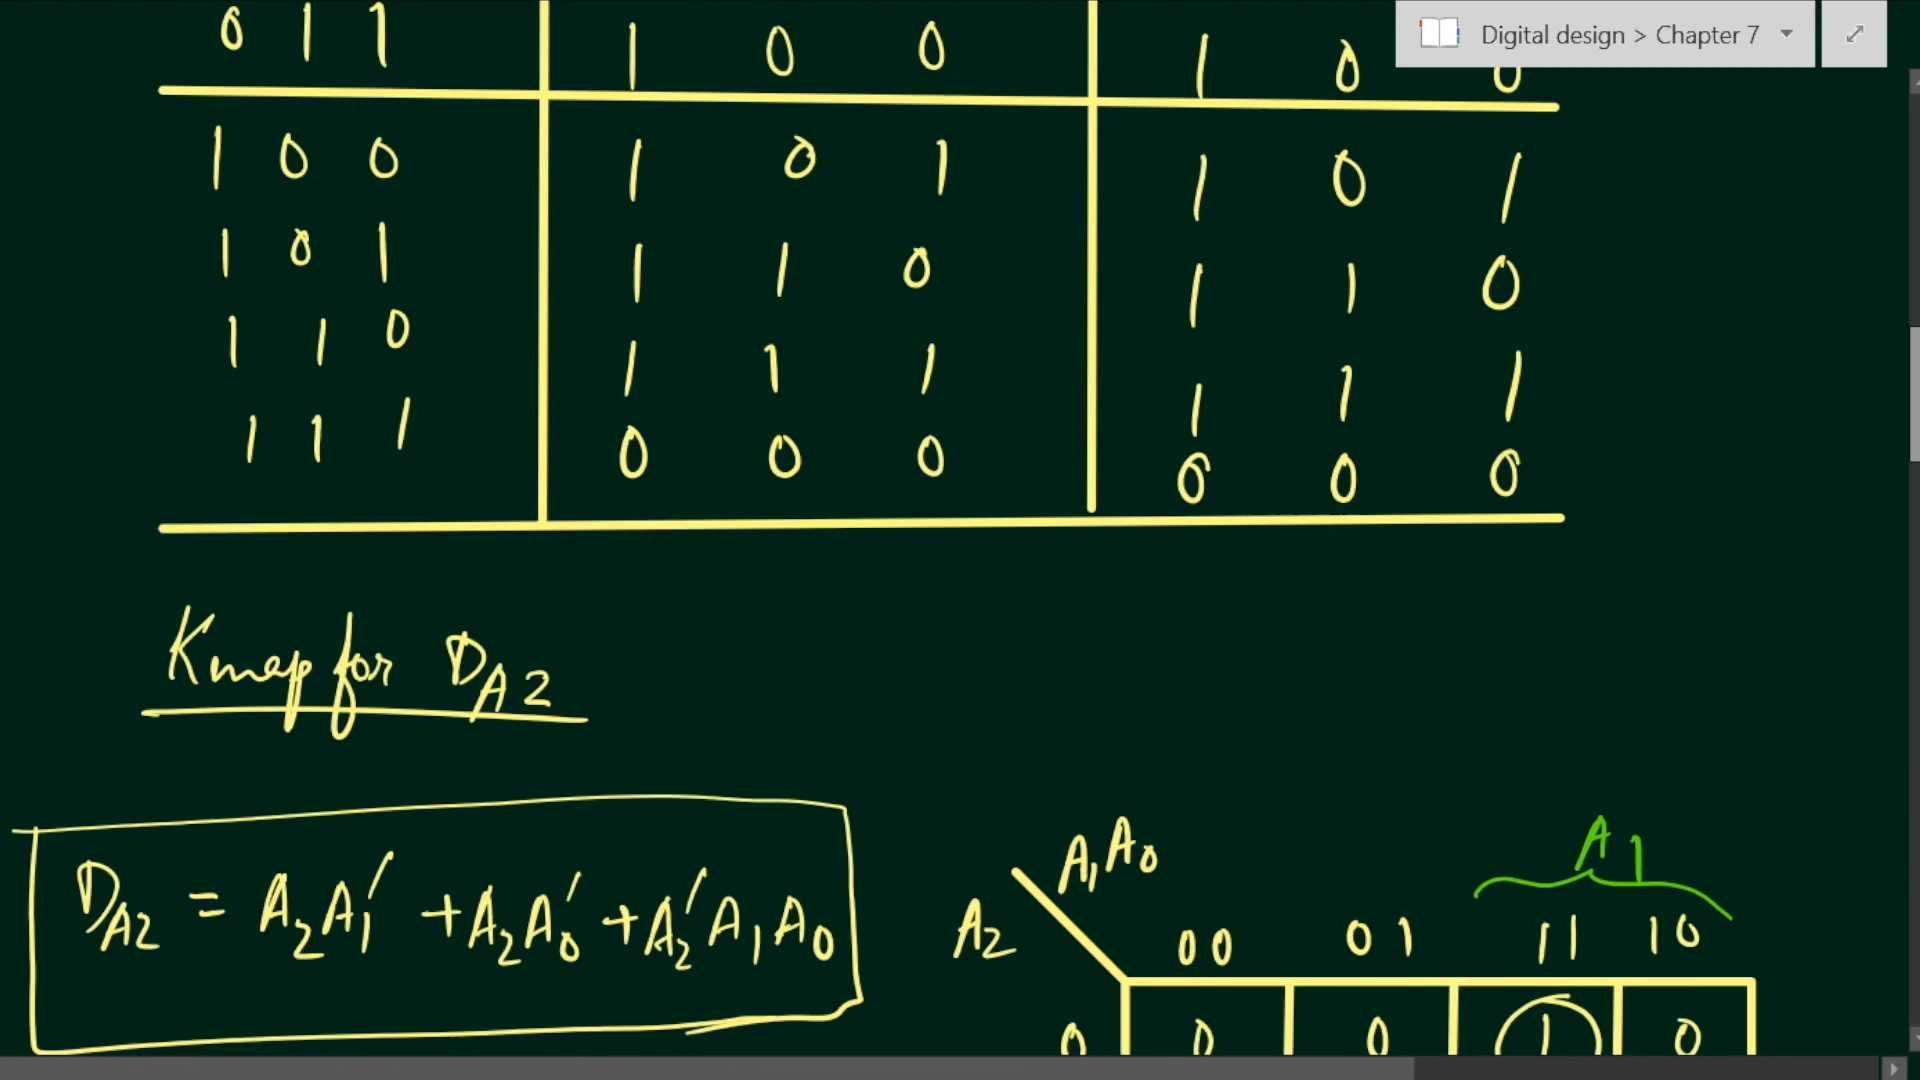 Digital design > Chapter 7
0 1 1 1 0 0 1 0 0
1 0 0 1 0 1 1 0 1
1 0 1 1 1 0 1 1 0
1 1 0 1 1 1 1 1 1
1 1 1 0 0 0 0 0 0
Kmap for DA2
DA2 = A2A1' + A2A0' + A2'A1A0
A1A0
A1
A2
00 01 11 10
0 0 0 1 0